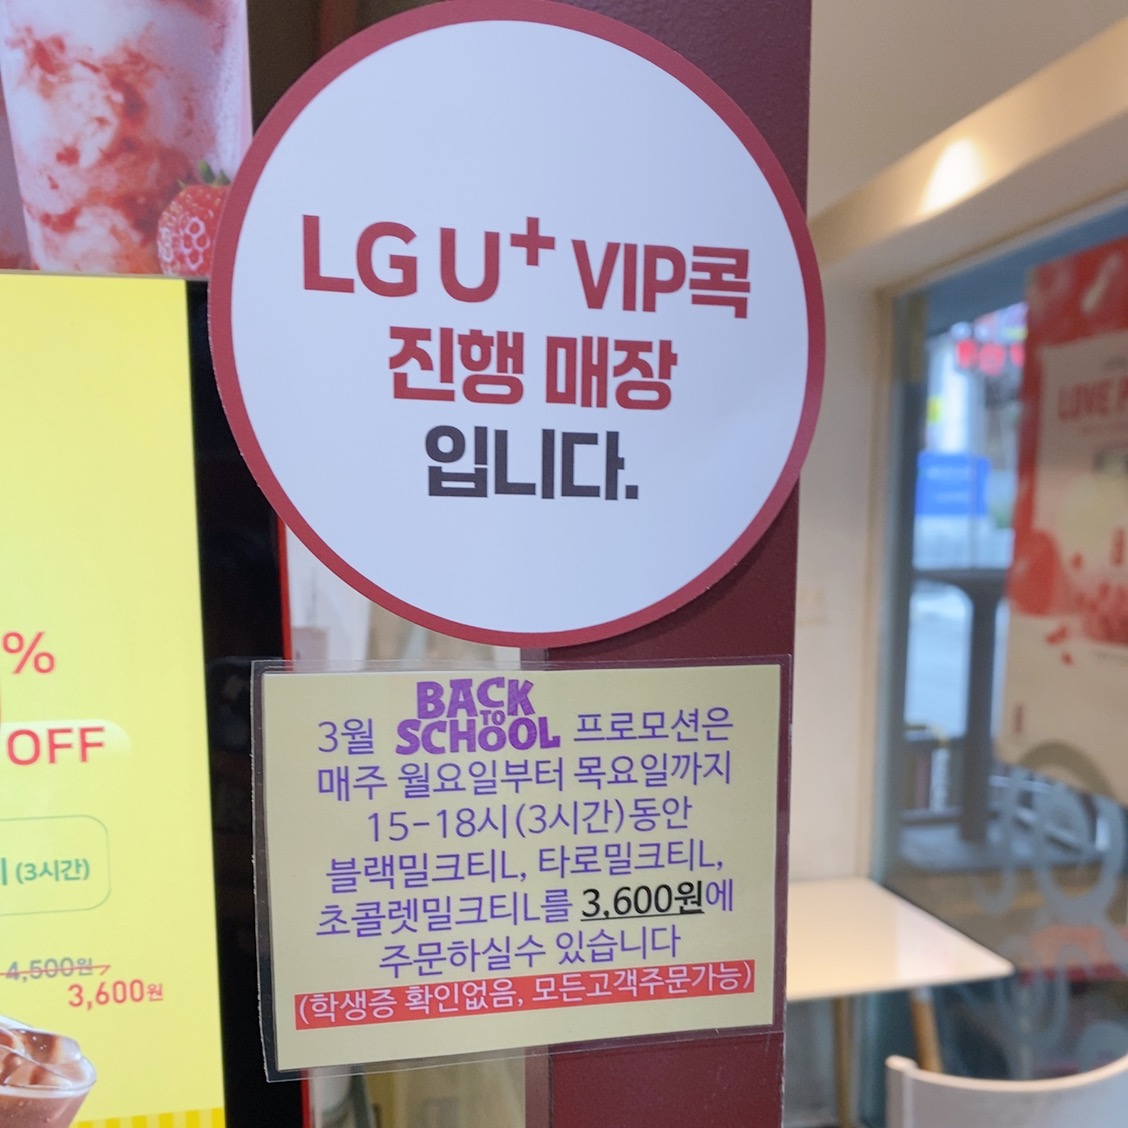 LG U+ VIP콕
진행 매장
입니다.
3월 BACK TO SCHOOL 프로모션은
매주 월요일부터 목요일까지
15-18시(3시간)동안
블랙밀크티L, 타로밀크티L,
초콜렛밀크티L를 3,600원에
주문하실수 있습니다
(학생증 확인없음, 모든고객주문가능)
%
OFF
(3시간)
4,500원
3,600원
LOVE